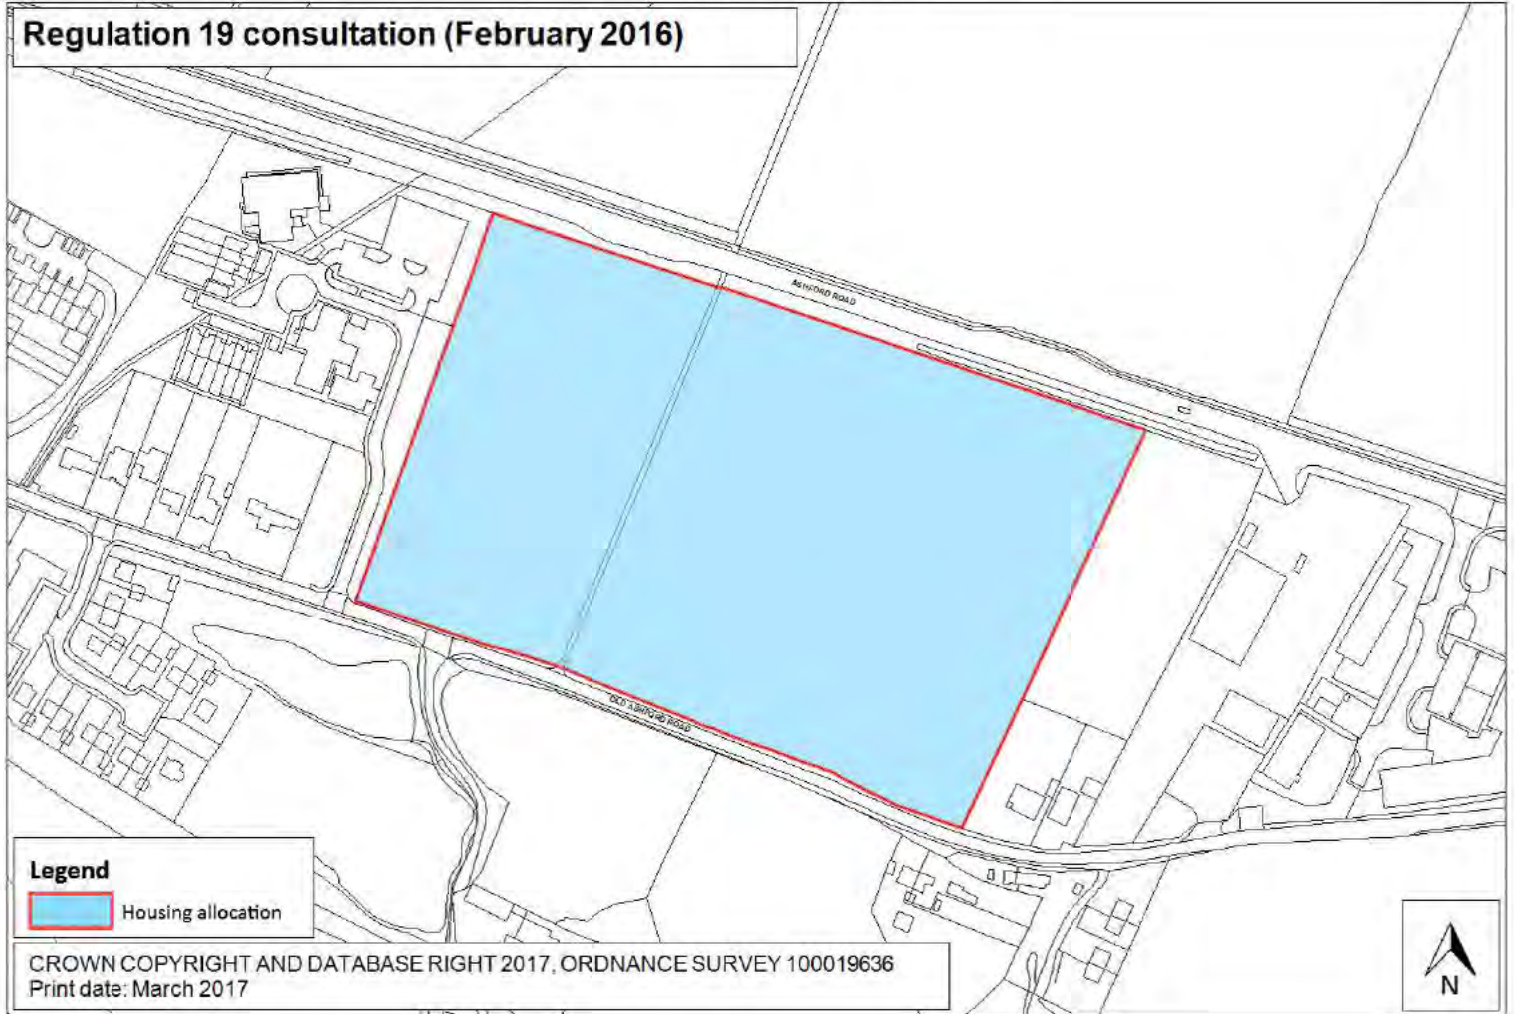 Regulation 19 consultation (February 2016)
ASHFORD ROAD
OLD ASHFORD ROAD
Legend
Housing allocation
CROWN COPYRIGHT AND DATABASE RIGHT 2017, ORDNANCE SURVEY 100019636
Print date: March 2017
N